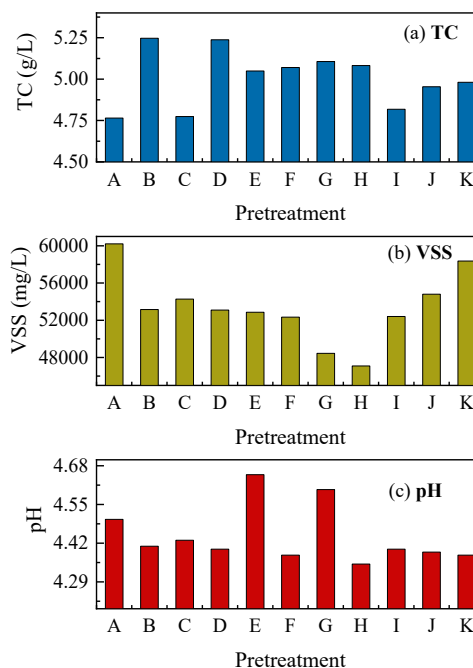 (a) TC
TC (g/L)
5.25
5.00
4.75
4.50
A B C D E F G H I J K
Pretreatment
(b) VSS
VSS (mg/L)
60000
56000
52000
48000
A B C D E F G H I J K
Pretreatment
(c) pH
pH
4.68
4.55
4.42
4.29
A B C D E F G H I J K
Pretreatment